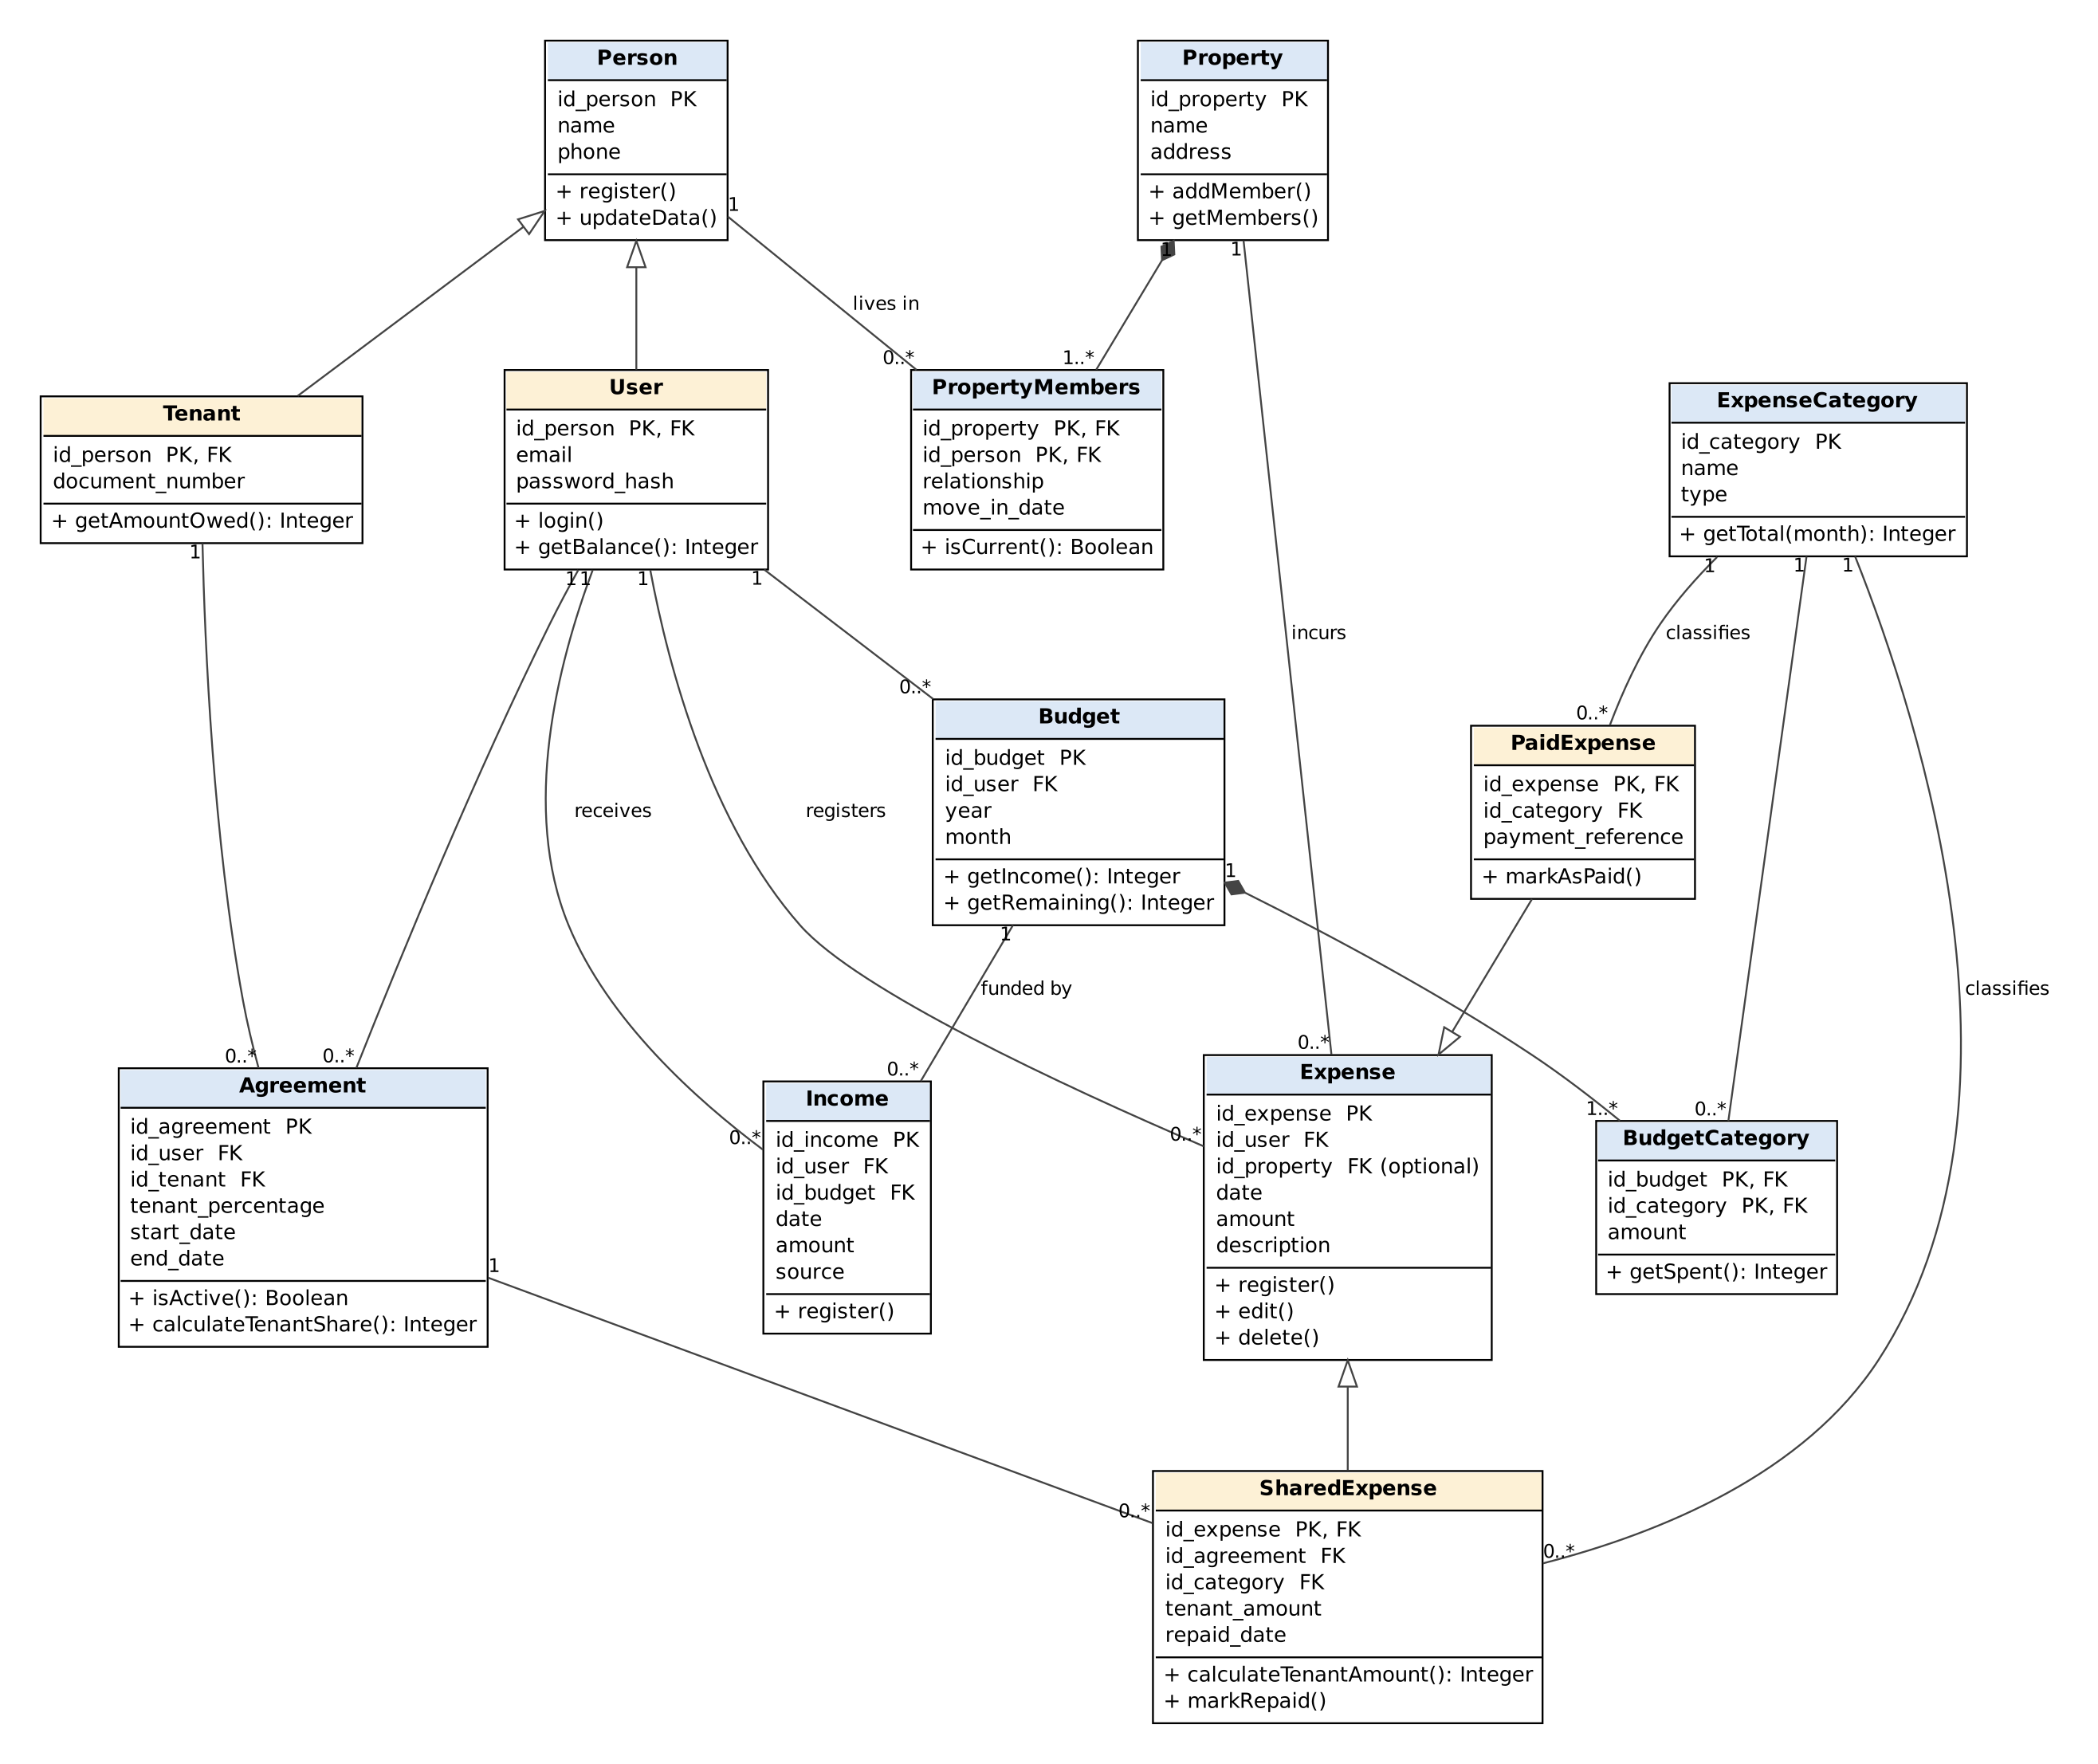 Person
id_person PK
name
phone
+ register()
+ updateData()
1
Property
id_property PK
name
address
+ addMember()
+ getMembers()
1
1
lives in
0..*
1..*
Tenant
id_person PK, FK
document_number
+ getAmountOwed(): Integer
1
User
id_person PK, FK
email
password_hash
+ login()
+ getBalance(): Integer
1
1
1
1
PropertyMembers
id_property PK, FK
id_person PK, FK
relationship
move_in_date
+ isCurrent(): Boolean
ExpenseCategory
id_category PK
name
type
+ getTotal(month): Integer
1
1
1
incurs
classifies
0..*
Budget
id_budget PK
id_user FK
year
month
+ getIncome(): Integer
+ getRemaining(): Integer
1
1
0..*
PaidExpense
id_expense PK, FK
id_category FK
payment_reference
+ markAsPaid()
receives
registers
funded by
classifies
0..*
0..*
Agreement
id_agreement PK
id_user FK
id_tenant FK
tenant_percentage
start_date
end_date
+ isActive(): Boolean
+ calculateTenantShare(): Integer
1
0..*
0..*
Income
id_income PK
id_user FK
id_budget FK
date
amount
source
+ register()
0..*
0..*
Expense
id_expense PK
id_user FK
id_property FK (optional)
date
amount
description
+ register()
+ edit()
+ delete()
1..*
0..*
BudgetCategory
id_budget PK, FK
id_category PK, FK
amount
+ getSpent(): Integer
0..*
0..*
SharedExpense
id_expense PK, FK
id_agreement FK
id_category FK
tenant_amount
repaid_date
+ calculateTenantAmount(): Integer
+ markRepaid()